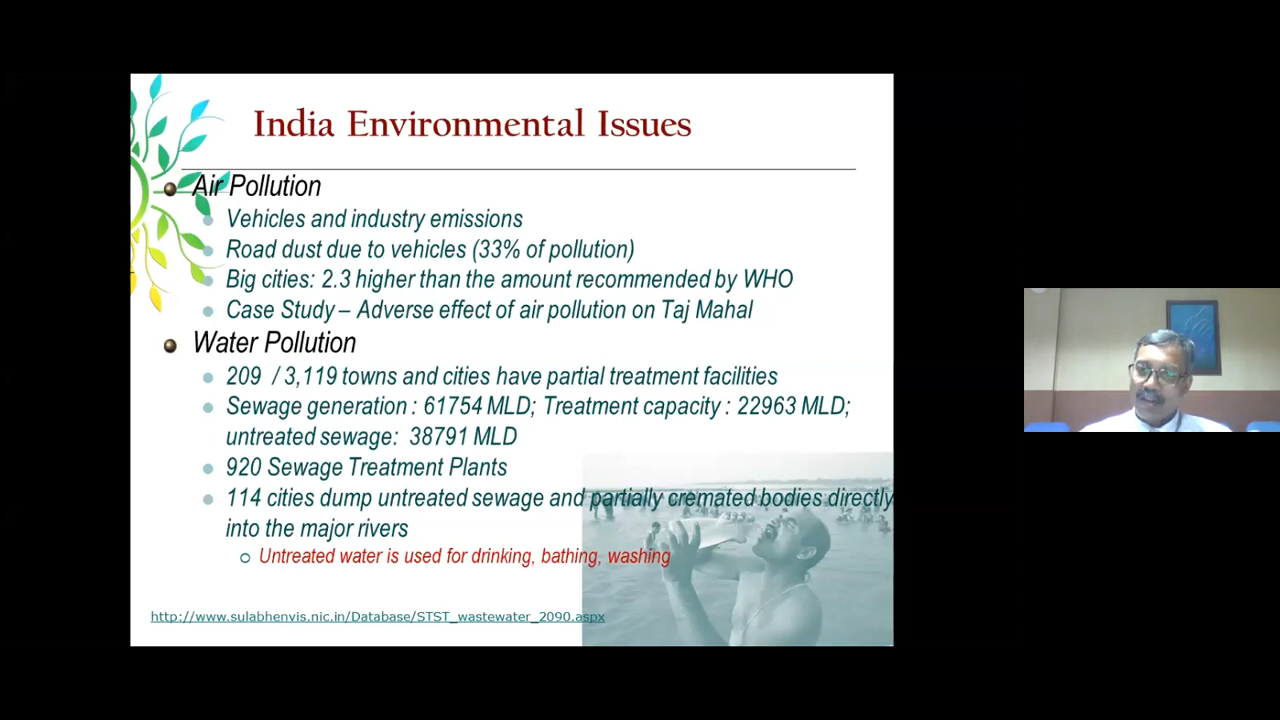 India Environmental Issues
Air Pollution
Vehicles and industry emissions
Road dust due to vehicles (33% of pollution)
Big cities: 2.3 higher than the amount recommended by WHO
Case Study – Adverse effect of air pollution on Taj Mahal
Water Pollution
209 / 3,119 towns and cities have partial treatment facilities
Sewage generation : 61754 MLD; Treatment capacity : 22963 MLD;
untreated sewage: 38791 MLD
920 Sewage Treatment Plants
114 cities dump untreated sewage and partially cremated bodies directly
into the major rivers
Untreated water is used for drinking, bathing, washing
http://www.sulabhenvis.nic.in/Database/STST_wastewater_2090.aspx